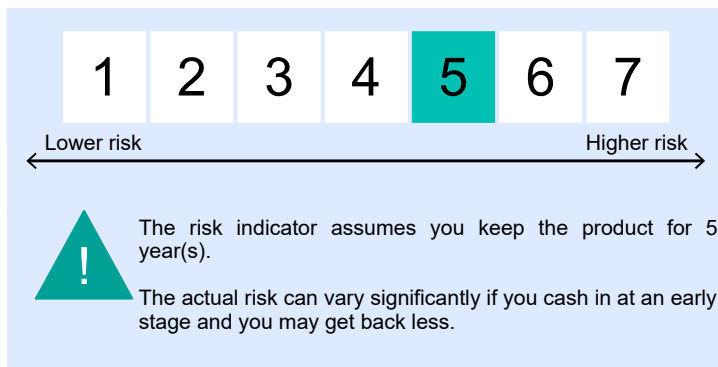 1 2 3 4 5 6 7
Lower risk Higher risk
!
The risk indicator assumes you keep the product for 5
year(s).
The actual risk can vary significantly if you cash in at an early
stage and you may get back less.